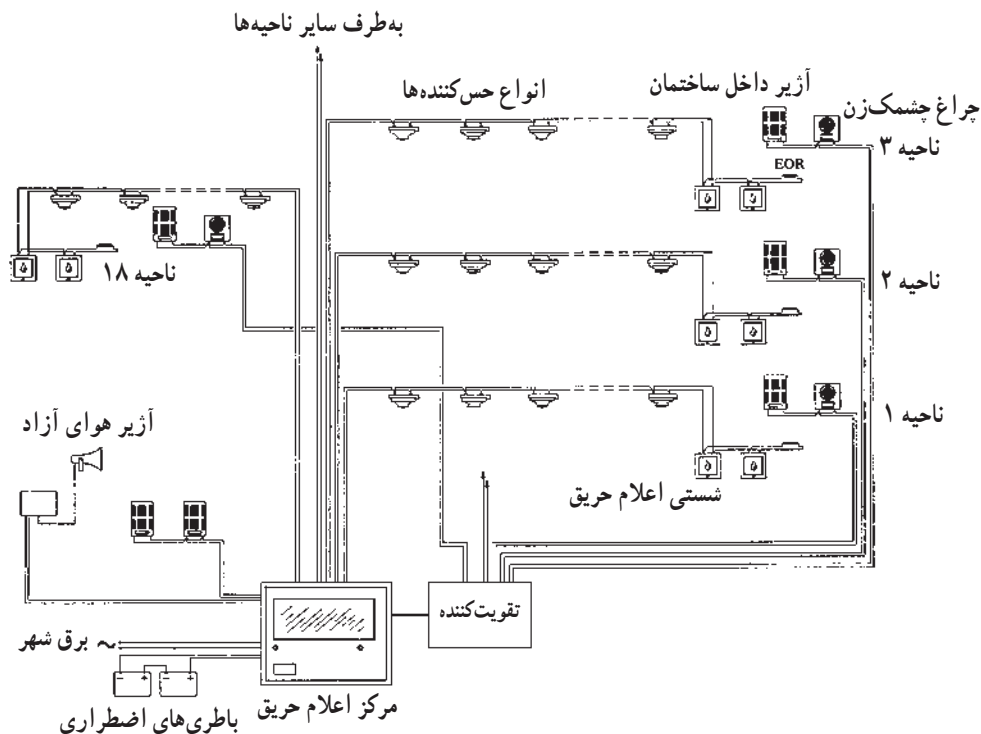 به‌طرف سایر ناحیه‌ها
انواع حس‌کننده‌ها
آژیر داخل ساختمان
چراغ چشمک‌زن
ناحیه ۳
EOR
ناحیه ۱۸
ناحیه ۲
ناحیه ۱
آژیر هوای آزاد
شستی اعلام حریق
تقویت‌کننده
برق شهر ~
مرکز اعلام حریق
باطری‌های اضطراری